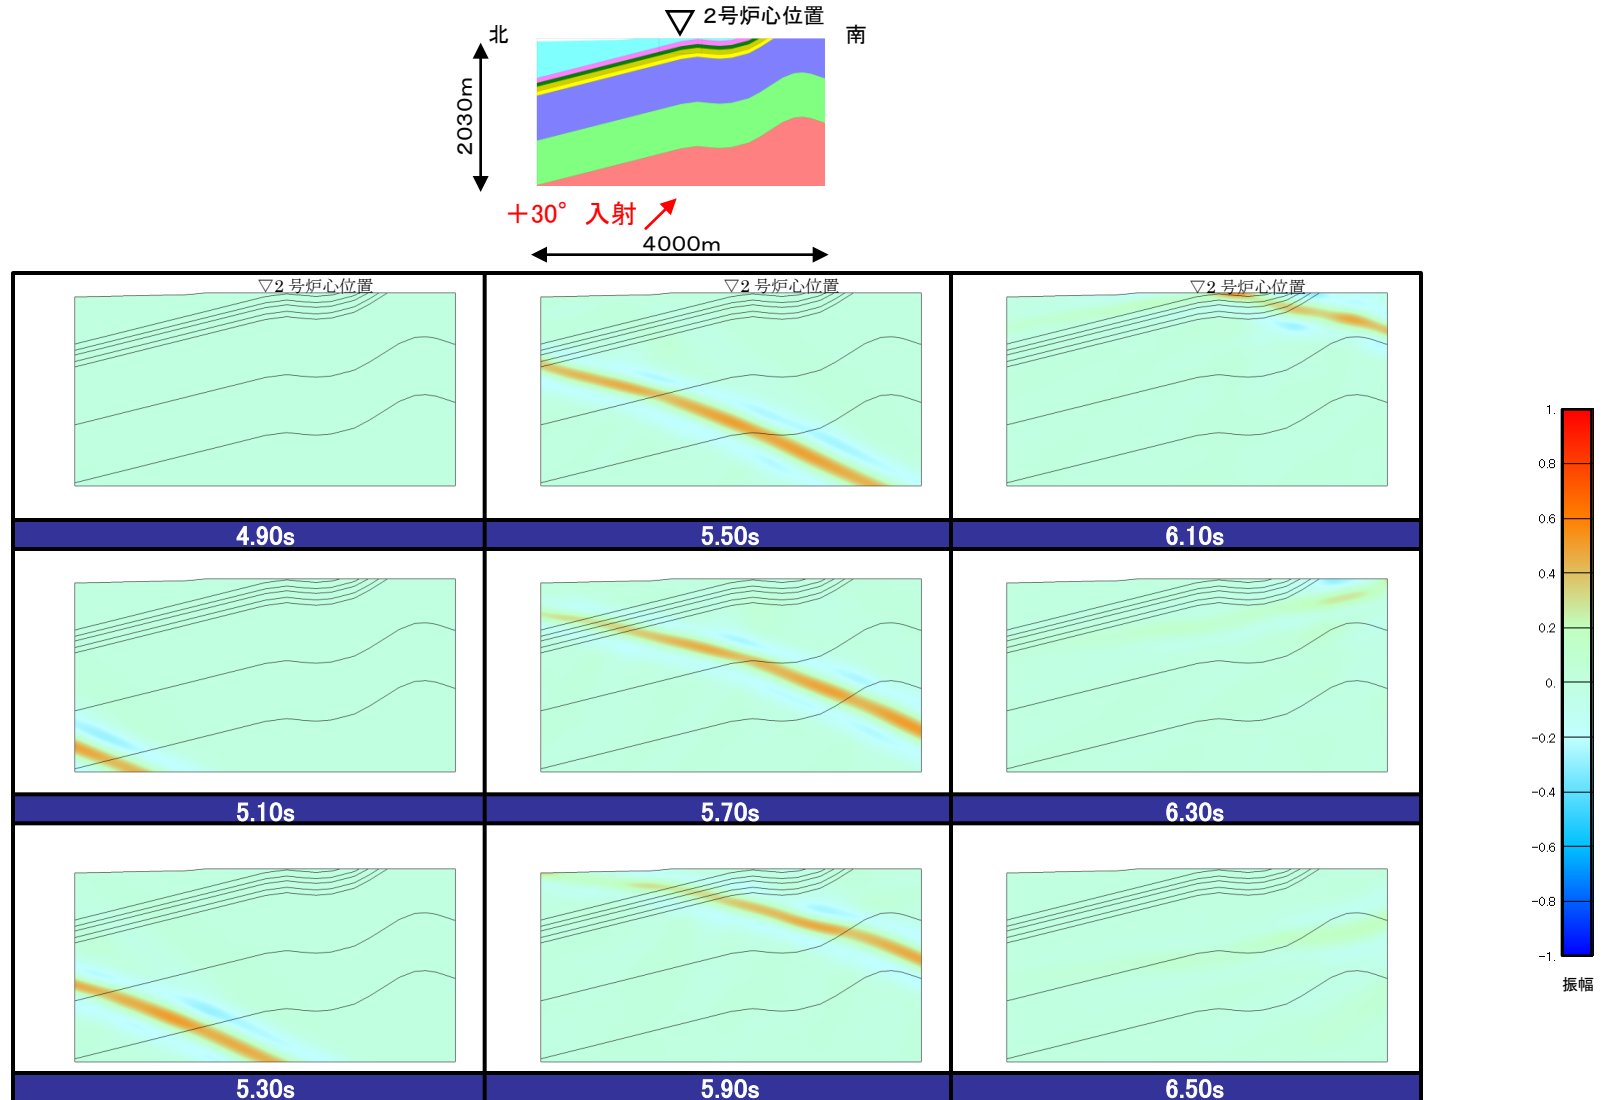 2号炉心位置
北
南
2030m
+30°入射
4000m
▽2号炉心位置
▽2号炉心位置
▽2号炉心位置
4.90s
5.50s
6.10s
5.10s
5.70s
6.30s
5.30s
5.90s
6.50s
1.
0.8
0.6
0.4
0.2
0.
-0.2
-0.4
-0.6
-0.8
-1.
振幅